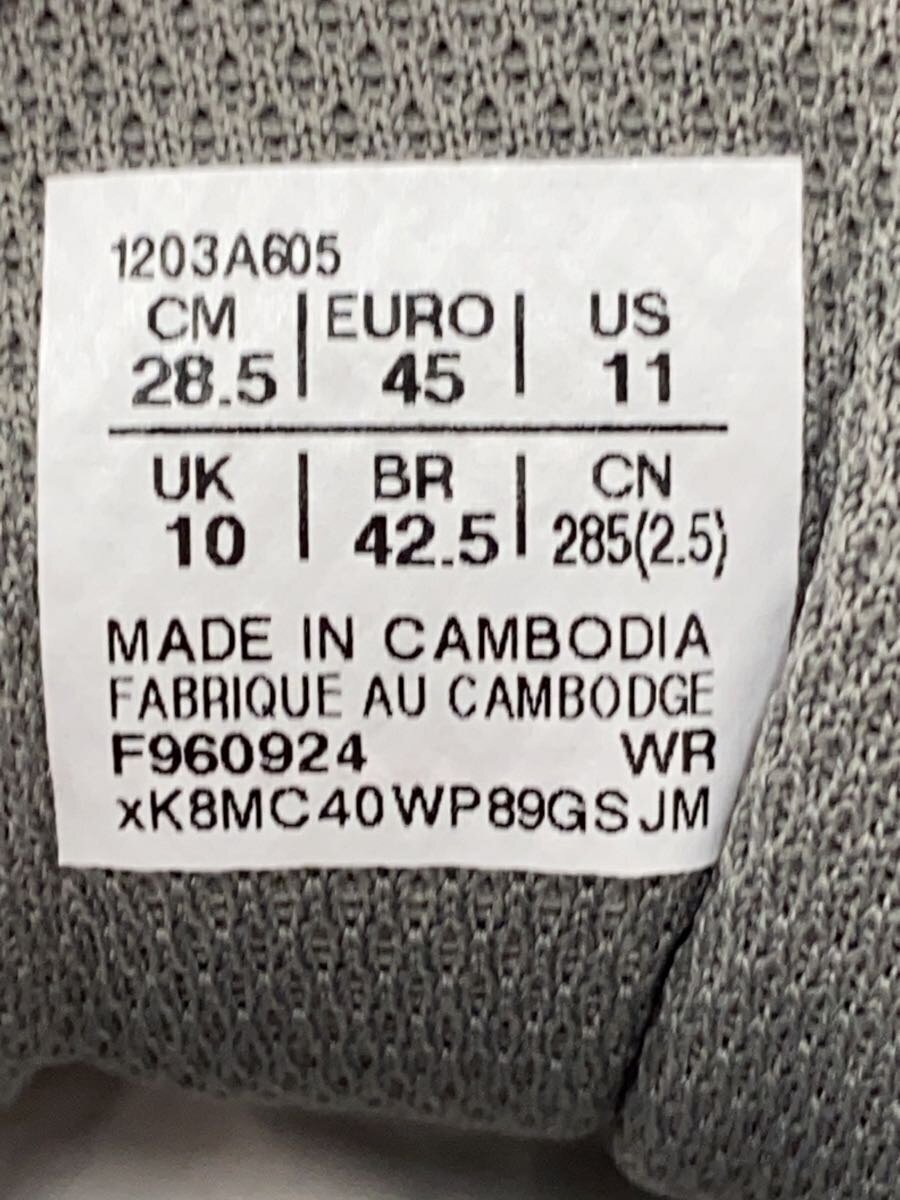 1203A605
CM | EURO | US
28.5 | 45 | 11
UK | BR | CN
10 | 42.5 | 285(2.5)
MADE IN CAMBODIA
FABRIQUE AU CAMBODGE
F960924 WR
xK8MC40WP89GSJM